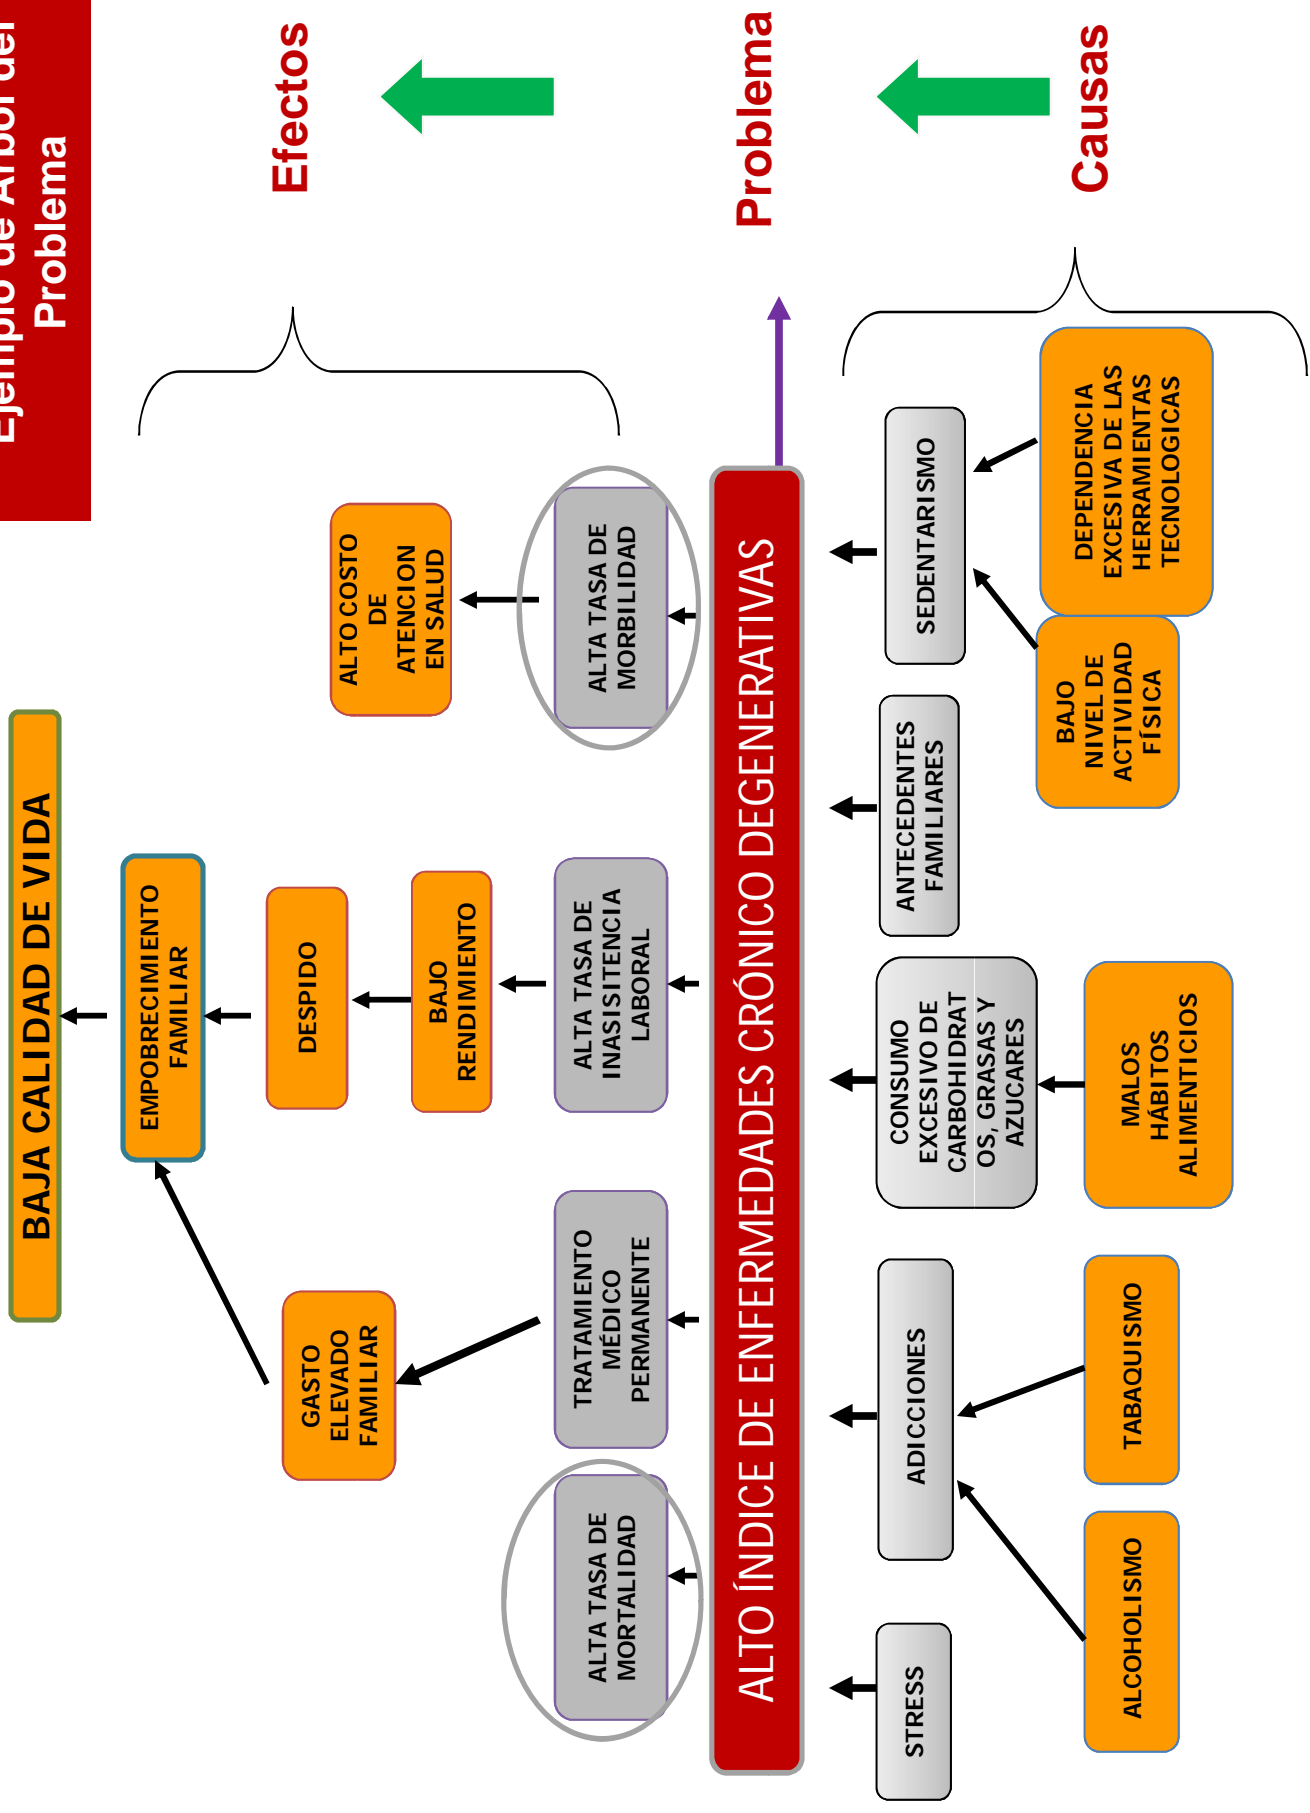 Ejemplo de Árbol del
Problema
BAJA CALIDAD DE VIDA
EMPOBRECIMIENTO
FAMILIAR
Efectos
GASTO
ELEVADO
FAMILIAR
DESPIDO
ALTO COSTO
DE
ATENCION
EN SALUD
BAJO
RENDIMIENTO
ALTA TASA DE
MORTALIDAD
TRATAMIENTO
MÉDICO
PERMANENTE
ALTA TASA DE
INASISITENCIA
LABORAL
ALTA TASA DE
MORBILIDAD
ALTO ÍNDICE DE ENFERMEDADES CRÓNICO DEGENERATIVAS
Problema
STRESS
ADICCIONES
CONSUMO
EXCESIVO DE
CARBOHIDRAT
OS, GRASAS Y
AZUCARES
ANTECEDENTES
FAMILIARES
SEDENTARISMO
Causas
ALCOHOLISMO
TABAQUISMO
MALOS
HÁBITOS
ALIMENTICIOS
BAJO
NIVEL DE
ACTIVIDAD
FÍSICA
DEPENDENCIA
EXCESIVA DE LAS
HERRAMIENTAS
TECNOLOGICAS